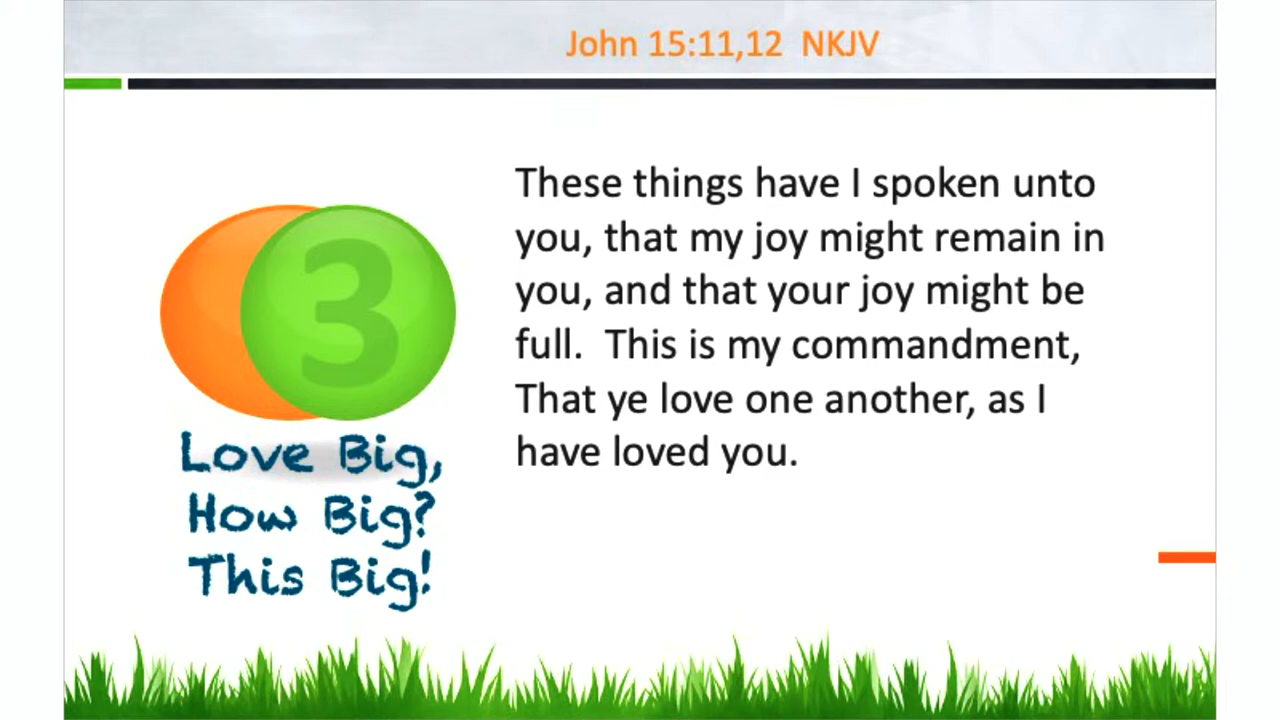 John 15:11,12  NKJV
These things have I spoken unto
you, that my joy might remain in
you, and that your joy might be
full.  This is my commandment,
That ye love one another, as I
have loved you.
3
Love Big,
How Big?
This Big!